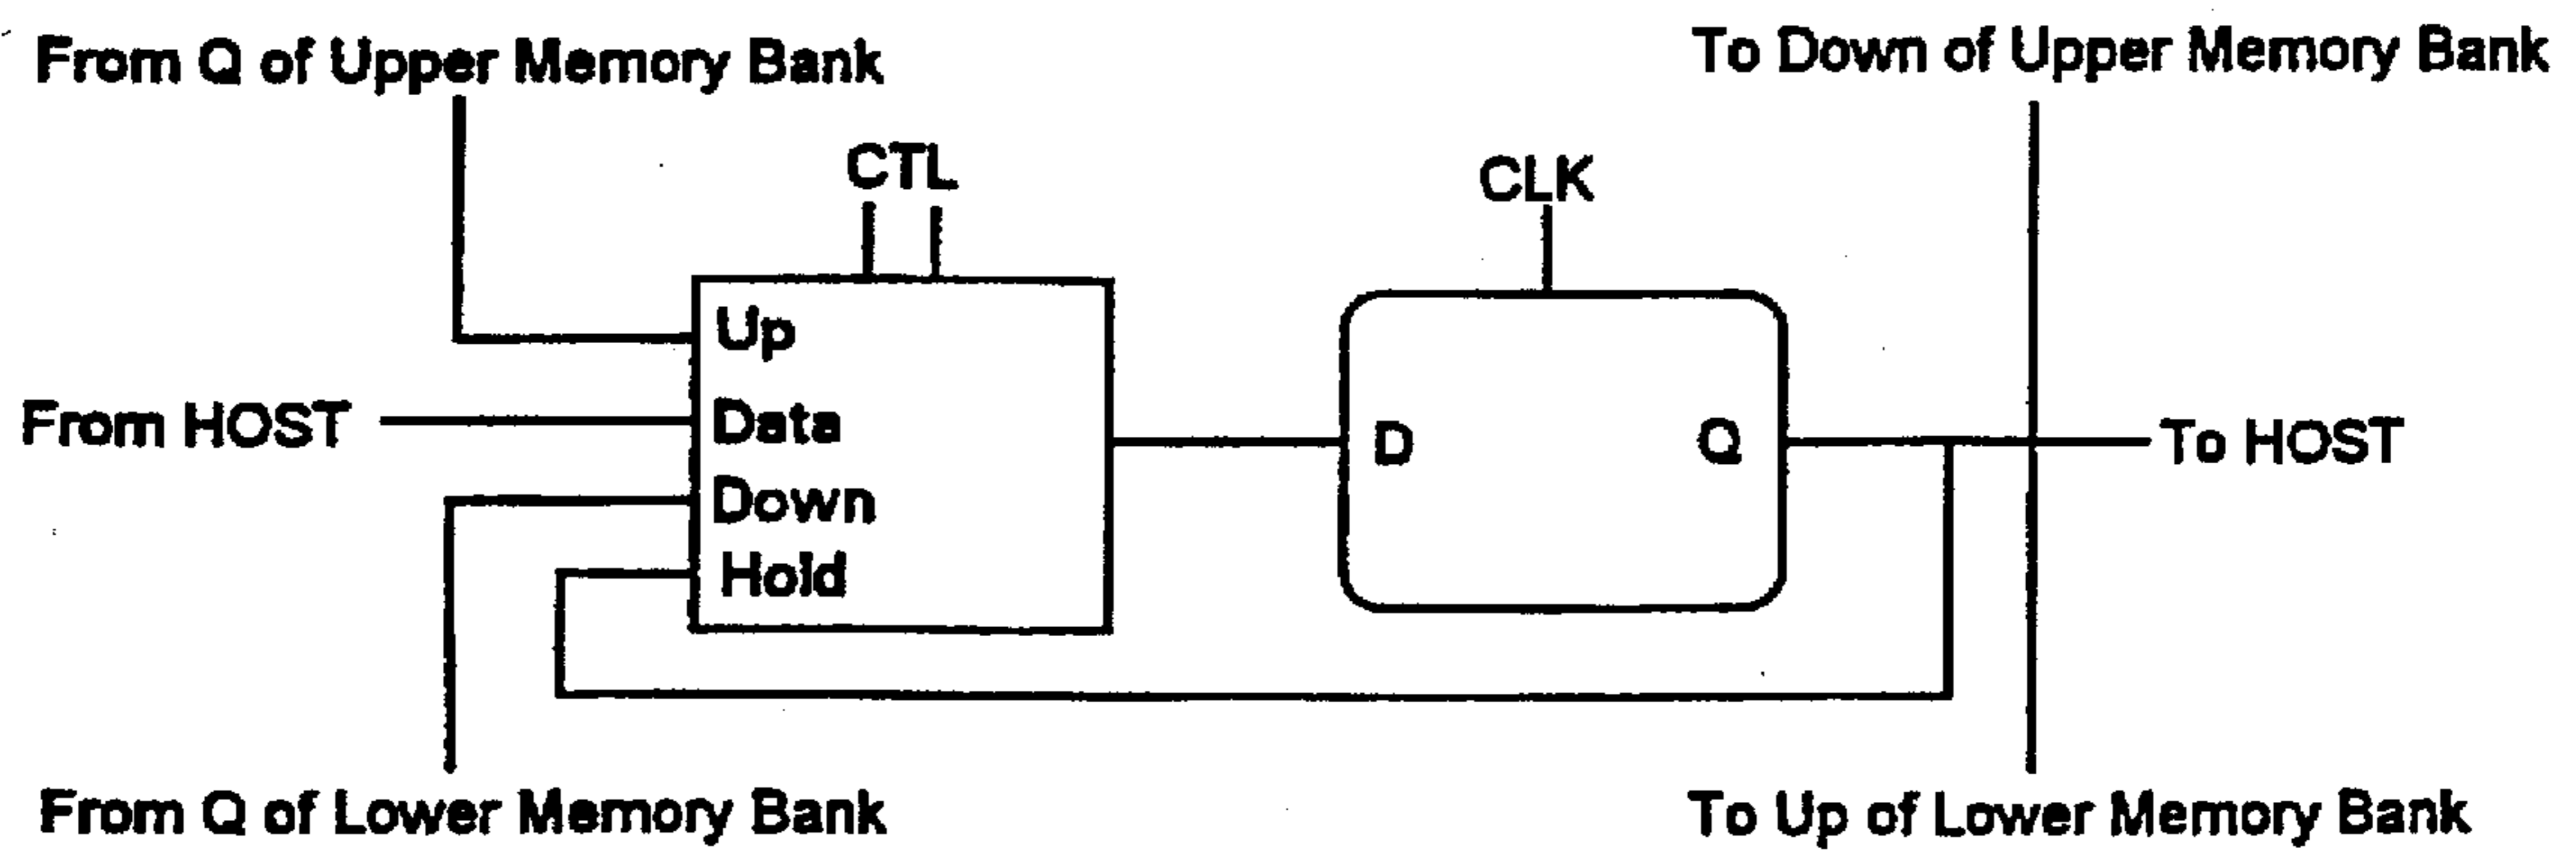 From Q of Upper Memory Bank
To Down of Upper Memory Bank
CTL
CLK
Up
From HOST
Data
D
Q
To HOST
Down
Hold
From Q of Lower Memory Bank
To Up of Lower Memory Bank